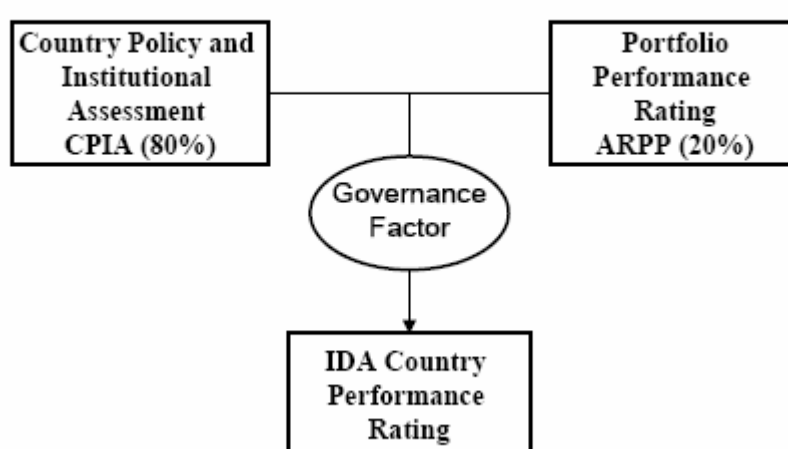 Country Policy and
Institutional
Assessment
CPIA (80%)
Portfolio
Performance
Rating
ARPP (20%)
Governance
Factor
IDA Country
Performance
Rating